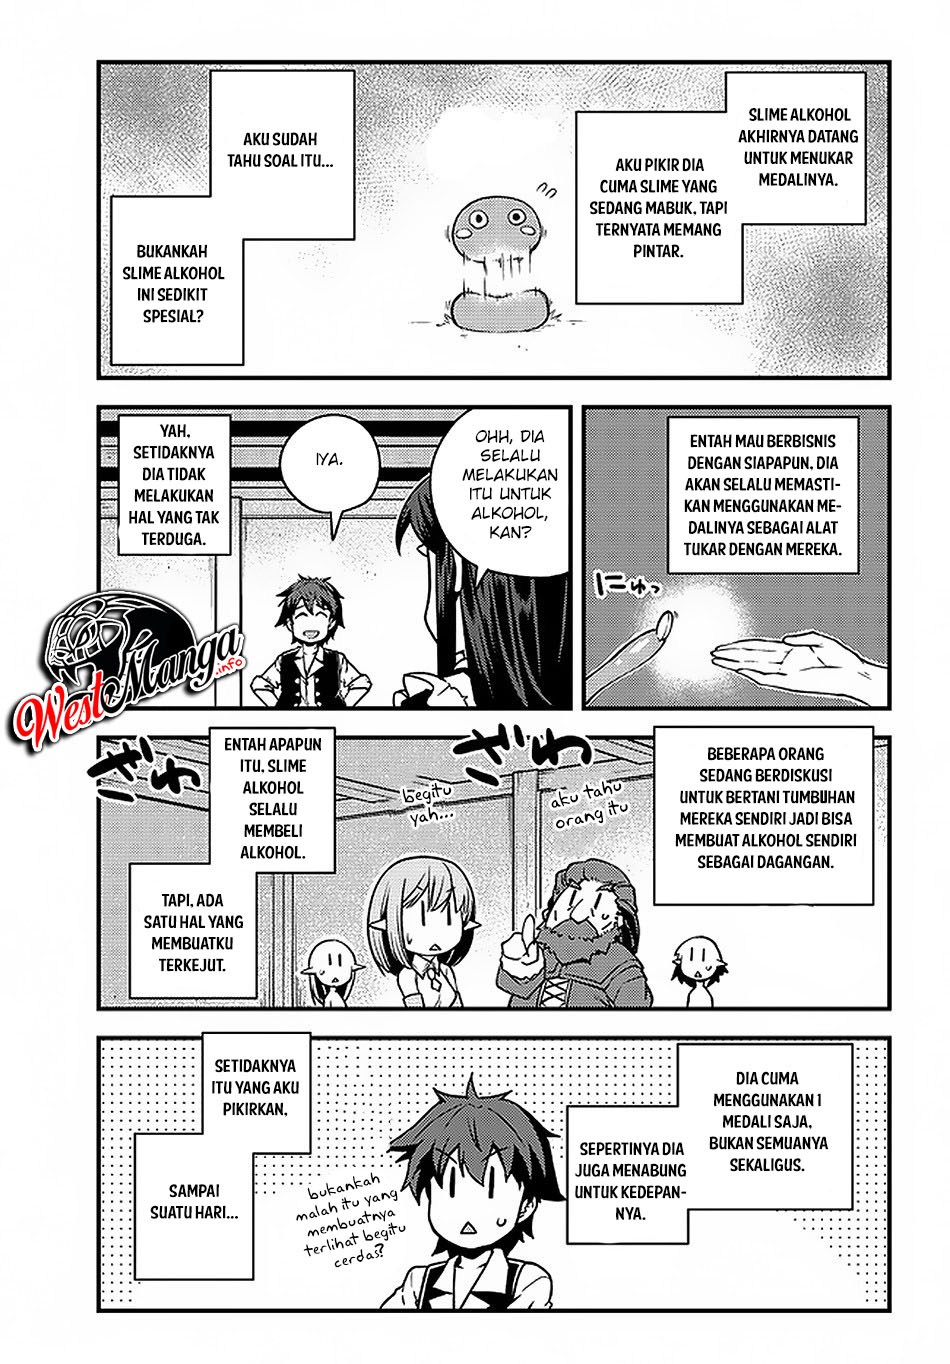 SLIME ALKOHOL
AKHIRNYA DATANG
UNTUK MENUKAR
MEDALINYA.
AKU PIKIR DIA
CUMA SLIME YANG
SEDANG MABUK, TAPI
TERNYATA MEMANG
PINTAR.
AKU SUDAH
TAHU SOAL ITU...
BUKANKAH
SLIME ALKOHOL
INI SEDIKIT
SPESIAL?
ENTAH MAU BERBISNIS
DENGAN SIAPAPUN, DIA
AKAN SELALU MEMASTI-
KAN MENGGUNAKAN ME-
DALINYA SEBAGAI ALAT
TUKAR DENGAN MEREKA.
にゅっ
OHH, DIA
SELALU
MELAKUKAN
ITU UNTUK
ALKOHOL,
KAN?
IYA.
YAH,
SETIDAKNYA
DIA TIDAK
MELAKUKAN
HAL YANG TAK
TERDUGA.
WestManga
.info
BEBERAPA ORANG
SEDANG BERDISKUSI
UNTUK BERTANI TUMBUHAN
MEREKA SENDIRI JADI BISA
MEMBUAT ALKOHOL SENDIRI
SEBAGAI DAGANGAN.
ざわ
aku tahu
orang itu
begitu
yah...
ざわ
ENTAH APAPUN
ITU, SLIME
ALKOHOL
SELALU
MEMBELI
ALKOHOL.
TAPI, ADA
SATU HAL YANG
MEMBUATKU
TERKEJUT.
DIA CUMA
MENGGUNAKAN 1
MEDALI SAJA,
BUKAN SEMUANYA
SEKALIGUS.
SEPERTINYA DIA
JUGA MENABUNG
UNTUK KEDEPAN-
NYA.
bukankah
malah itu yang
membuatnya
terlihat begitu
cerdas?
SETIDAKNYA
ITU YANG AKU
PIKIRKAN,
SAMPAI
SUATU HARI...